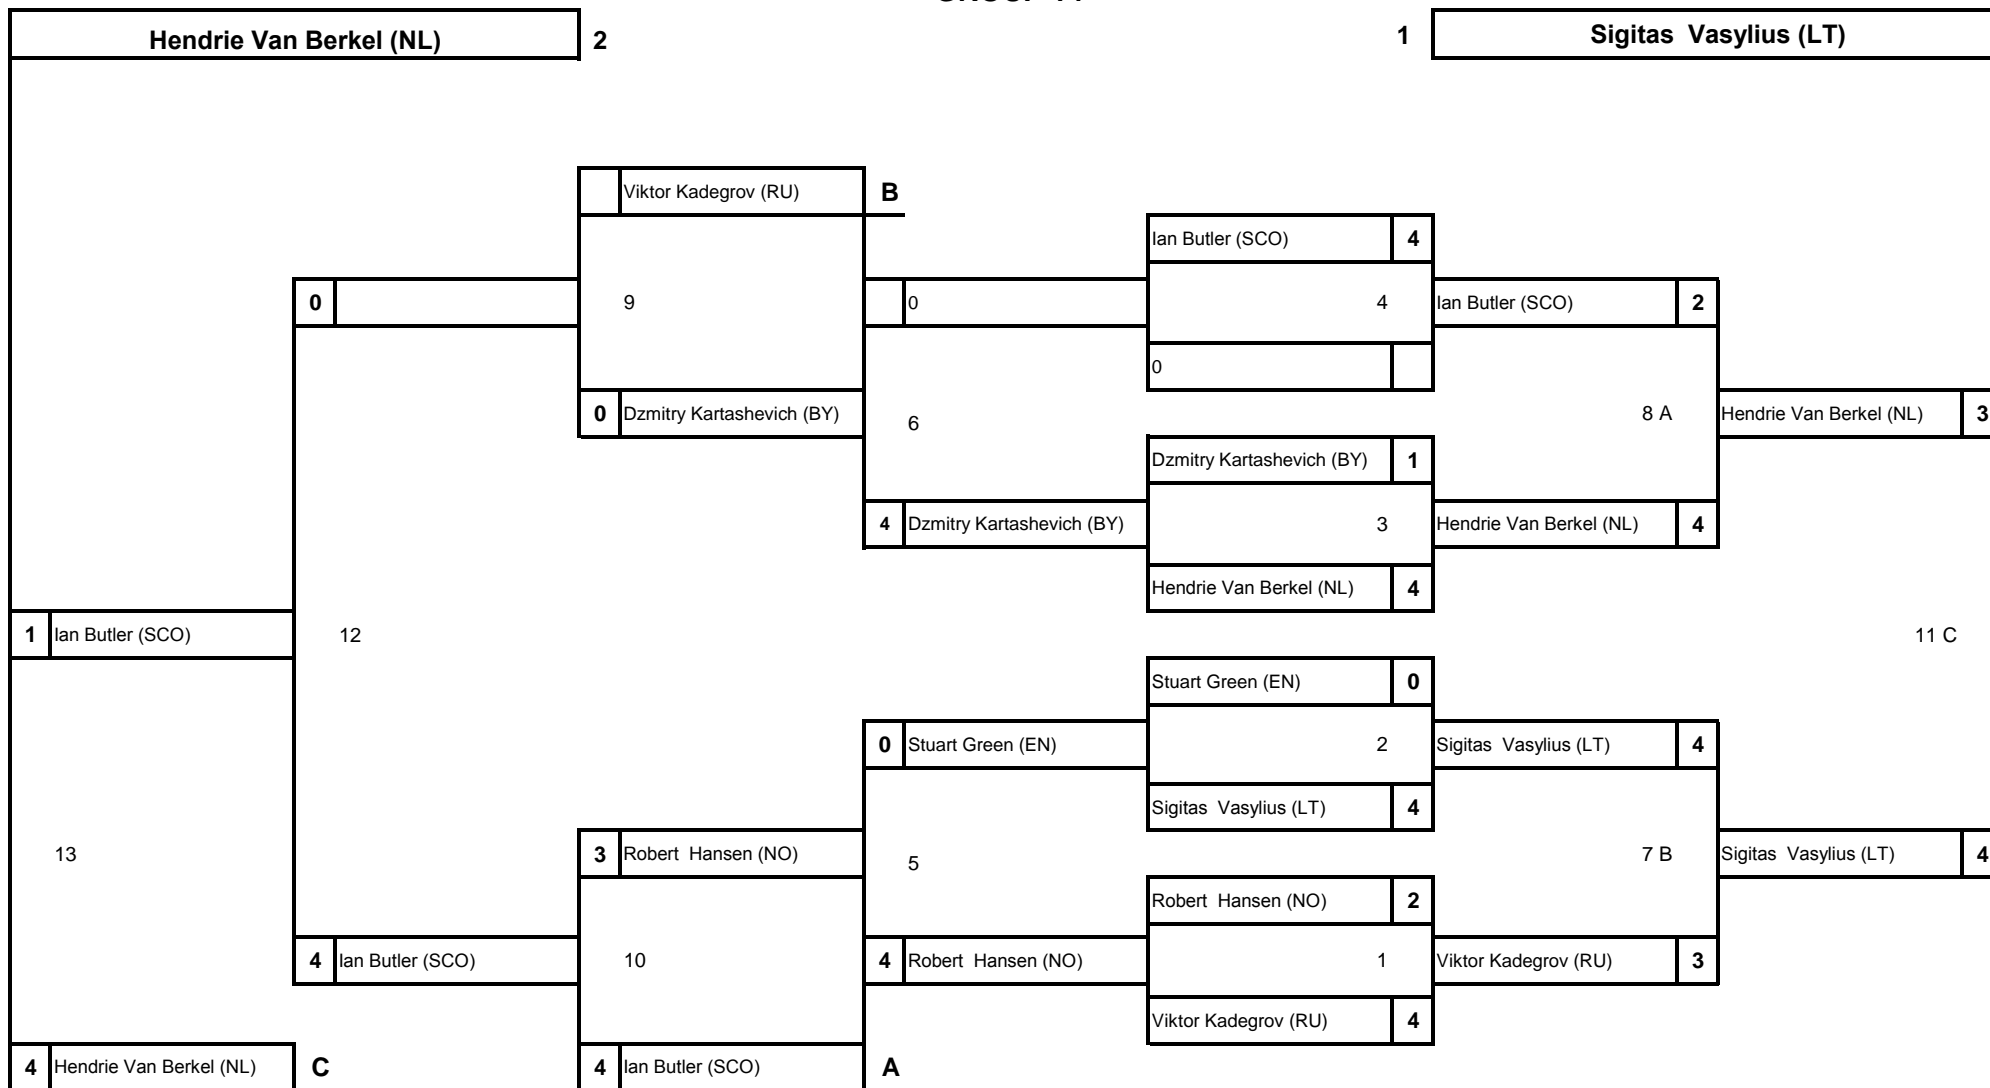 Hendrie Van Berkel (NL) 2 1 Sigitas Vasylius (LT)
Viktor Kadegrov (RU) B
Ian Butler (SCO) 4
0 9 0 4 Ian Butler (SCO) 2
0
0 Dzmitry Kartashevich (BY) 6 8 A Hendrie Van Berkel (NL) 3
Dzmitry Kartashevich (BY) 1
4 Dzmitry Kartashevich (BY) 3 Hendrie Van Berkel (NL) 4
Hendrie Van Berkel (NL) 4
1 Ian Butler (SCO) 12 11 C
Stuart Green (EN) 0
0 Stuart Green (EN) 2 Sigitas Vasylius (LT) 4
Sigitas Vasylius (LT) 4
13 3 Robert Hansen (NO) 5 7 B Sigitas Vasylius (LT) 4
Robert Hansen (NO) 2
4 Ian Butler (SCO) 10 4 Robert Hansen (NO) 1 Viktor Kadegrov (RU) 3
Viktor Kadegrov (RU) 4
4 Hendrie Van Berkel (NL) C 4 Ian Butler (SCO) A